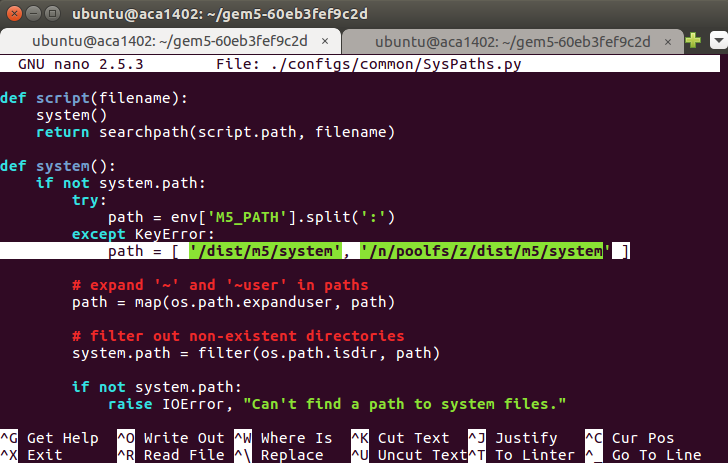 ubuntu@aca1402: ~/gem5-60eb3fef9c2d
ubuntu@aca1402: ~/gem5-60eb3fef9c2d × ubuntu@aca1402: ~/gem5-60eb3fef9c2d ×
GNU nano 2.5.3 File: ./configs/common/SysPaths.py
def script(filename):
    system()
    return searchpath(script.path, filename)
def system():
    if not system.path:
        try:
            path = env['M5_PATH'].split(':')
        except KeyError:
            path = [ '/dist/m5/system', '/n/poolfs/z/dist/m5/system' ]
        # expand '~' and '~user' in paths
        path = map(os.path.expanduser, path)
        # filter out non-existent directories
        system.path = filter(os.path.isdir, path)
        if not system.path:
            raise IOError, "Can't find a path to system files."
^G Get Help ^O Write Out ^W Where Is ^K Cut Text ^J Justify ^C Cur Pos
^X Exit ^R Read File ^\ Replace ^U Uncut Text ^T To Linter ^_ Go To Line